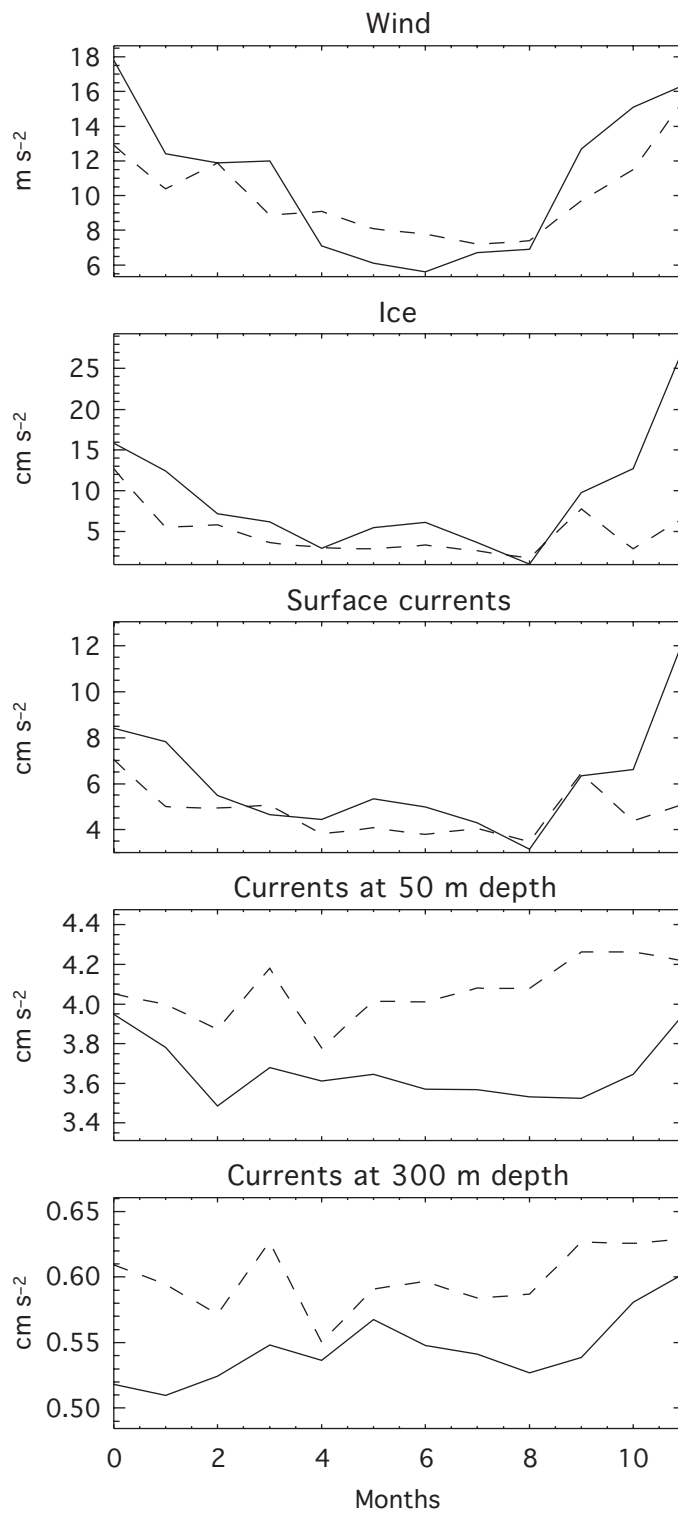 Wind
18
16
14
12
10
8
6
m s⁻²
Ice
25
20
15
10
5
cm s⁻²
Surface currents
12
10
8
6
4
cm s⁻²
Currents at 50 m depth
4.4
4.2
4.0
3.8
3.6
3.4
cm s⁻²
Currents at 300 m depth
0.65
0.60
0.55
0.50
cm s⁻²
0 2 4 6 8 10
Months